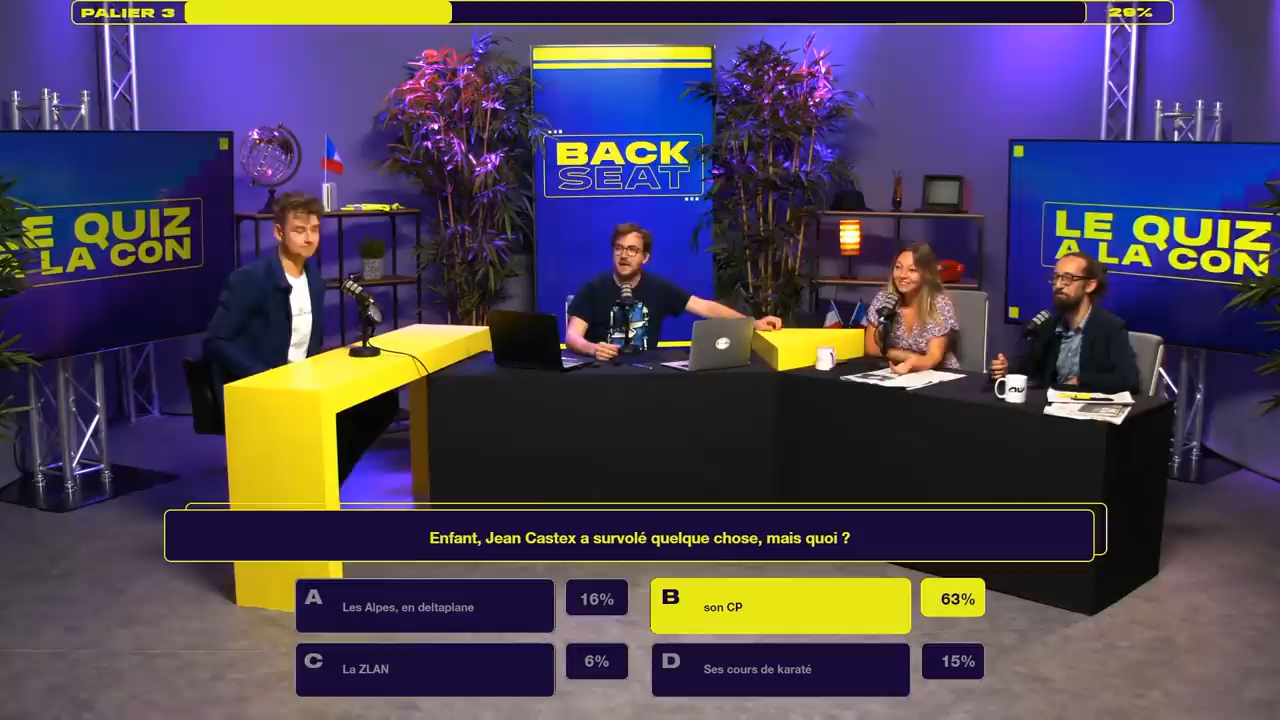 PALIER 3
29%
BACK
SEAT
LE QUIZ
LA CON
LE QUIZ
A LA CON
Enfant, Jean Castex a survolé quelque chose, mais quoi ?
A
Les Alpes, en deltaplane
16%
B
son CP
63%
C
La ZLAN
6%
D
Ses cours de karaté
15%